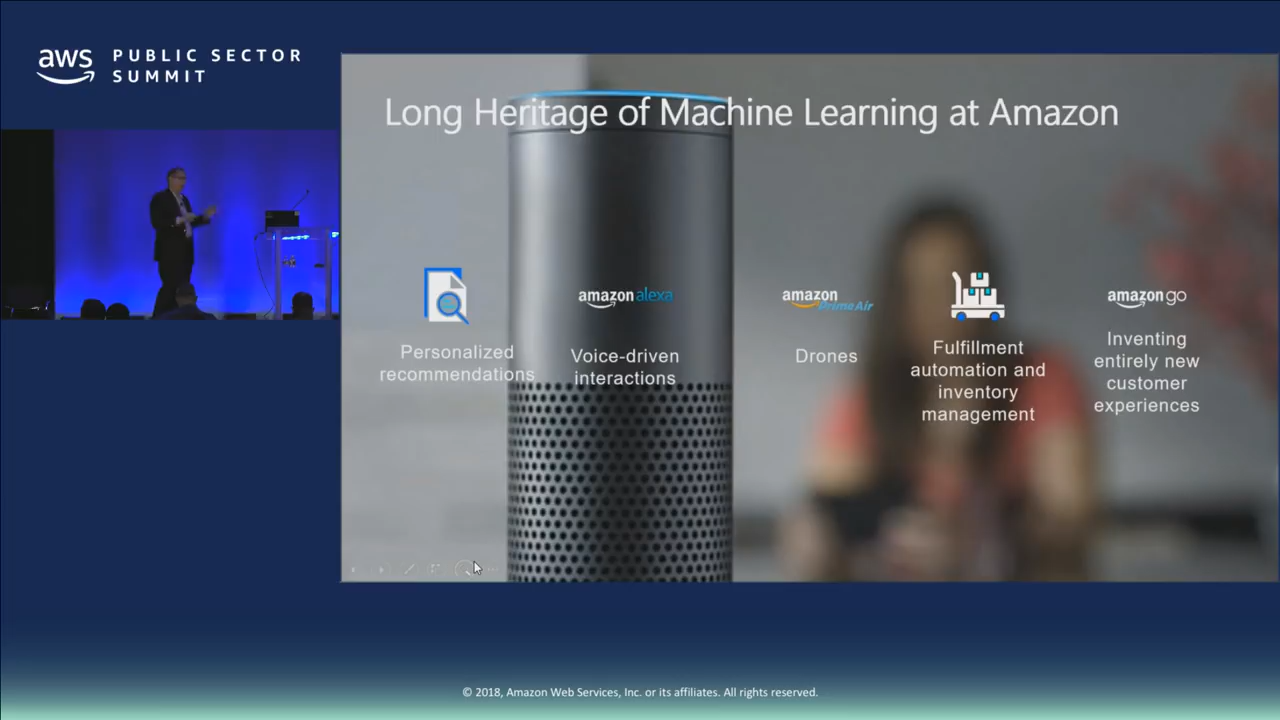 aws
PUBLIC SECTOR
SUMMIT
Long Heritage of Machine Learning at Amazon
Personalized
recommendations
amazon alexa
Voice-driven
interactions
amazon
PrimeAir
Drones
Fulfillment
automation and
inventory
management
amazon go
Inventing
entirely new
customer
experiences
© 2018, Amazon Web Services, Inc. or its affiliates. All rights reserved.